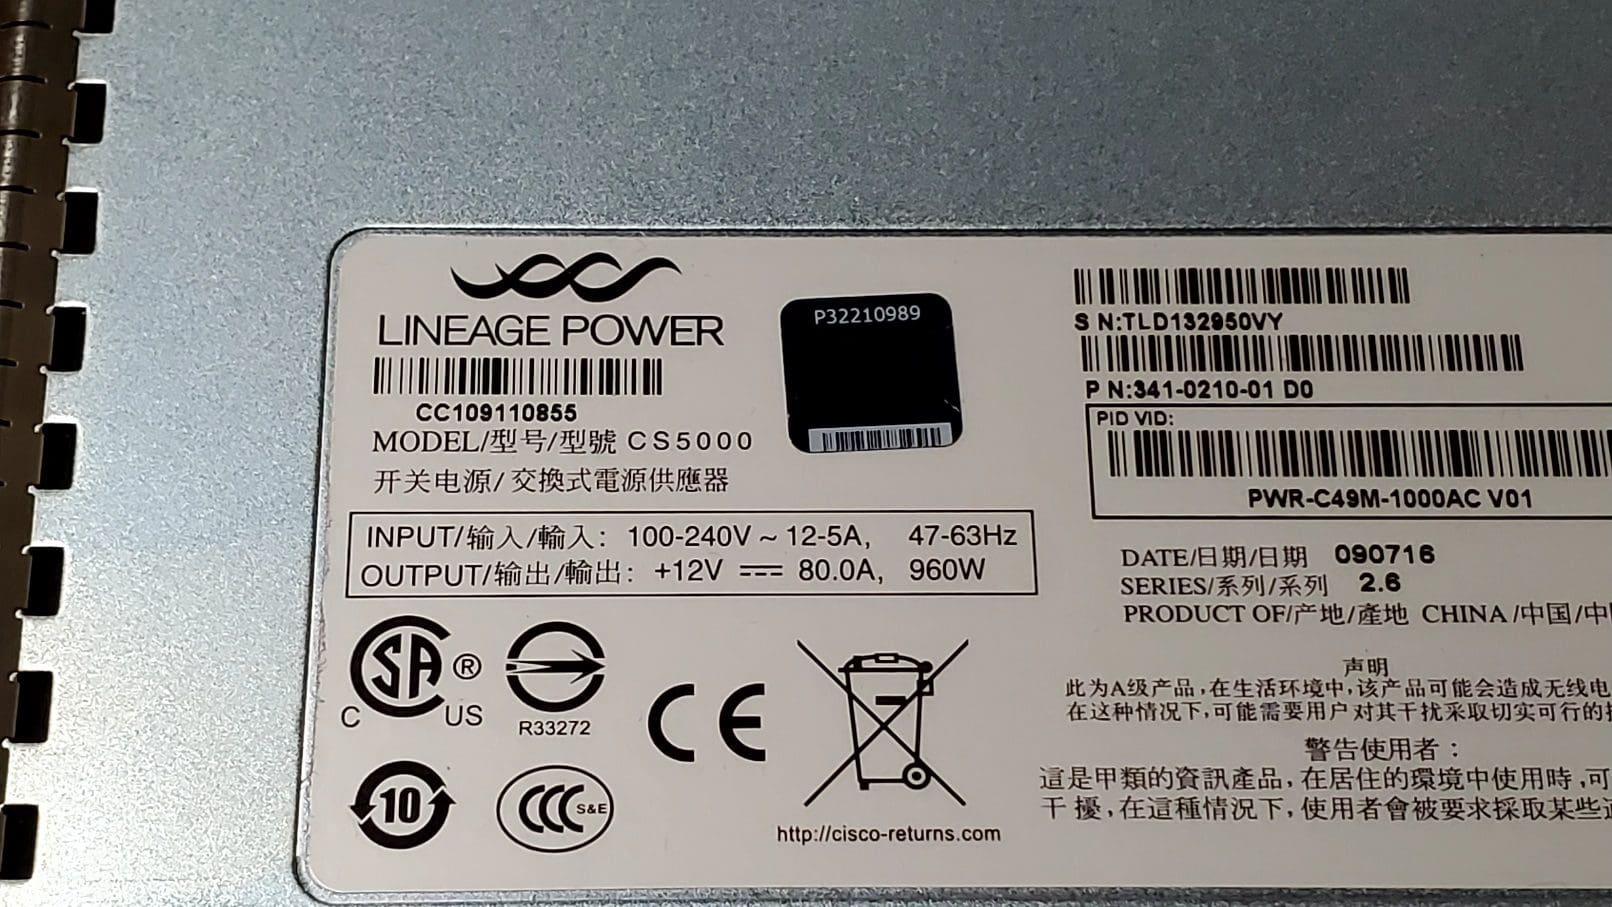 LINEAGE POWER
CC109110855
MODEL/型号/型號 CS5000
开关电源/交換式電源供應器
P32210989
S N:TLD132950VY
P N:341-0210-01 D0
PID VID:
PWR-C49M-1000AC V01
INPUT/输入/輸入: 100-240V ~ 12-5A, 47-63Hz
OUTPUT/输出/輸出: +12V ⎓ 80.0A, 960W
DATE/日期/日期 090716
SERIES/系列/系列 2.6
PRODUCT OF/产地/產地 CHINA /中国/中
SA ®
C US
R33272
CE
10
CCC S&E
http://cisco-returns.com
声明
此为A级产品,在生活环境中,该产品可能会造成无线电
在这种情况下,可能需要用户对其干扰采取切实可行的
警告使用者:
這是甲類的資訊產品,在居住的環境中使用時,可
干擾,在這種情況下,使用者會被要求採取某些